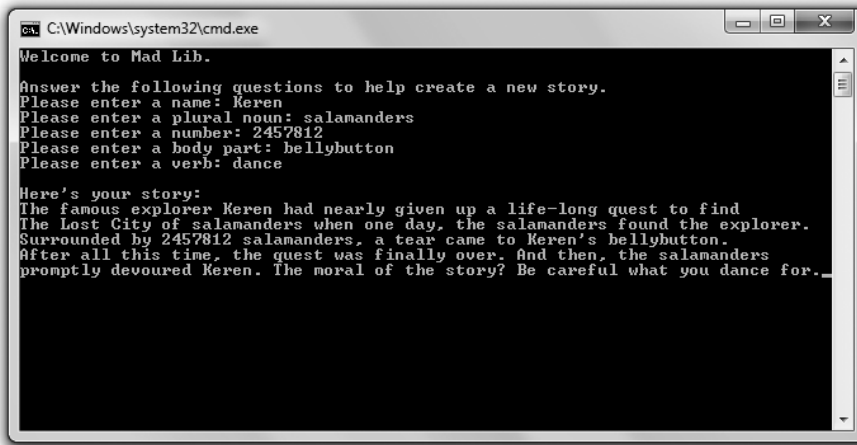 C:\Windows\system32\cmd.exe
Welcome to Mad Lib.
Answer the following questions to help create a new story.
Please enter a name: Keren
Please enter a plural noun: salamanders
Please enter a number: 2457812
Please enter a body part: bellybutton
Please enter a verb: dance
Here's your story:
The famous explorer Keren had nearly given up a life-long quest to find
The Lost City of salamanders when one day, the salamanders found the explorer.
Surrounded by 2457812 salamanders, a tear came to Keren's bellybutton.
After all this time, the quest was finally over. And then, the salamanders
promptly devoured Keren. The moral of the story? Be careful what you dance for._